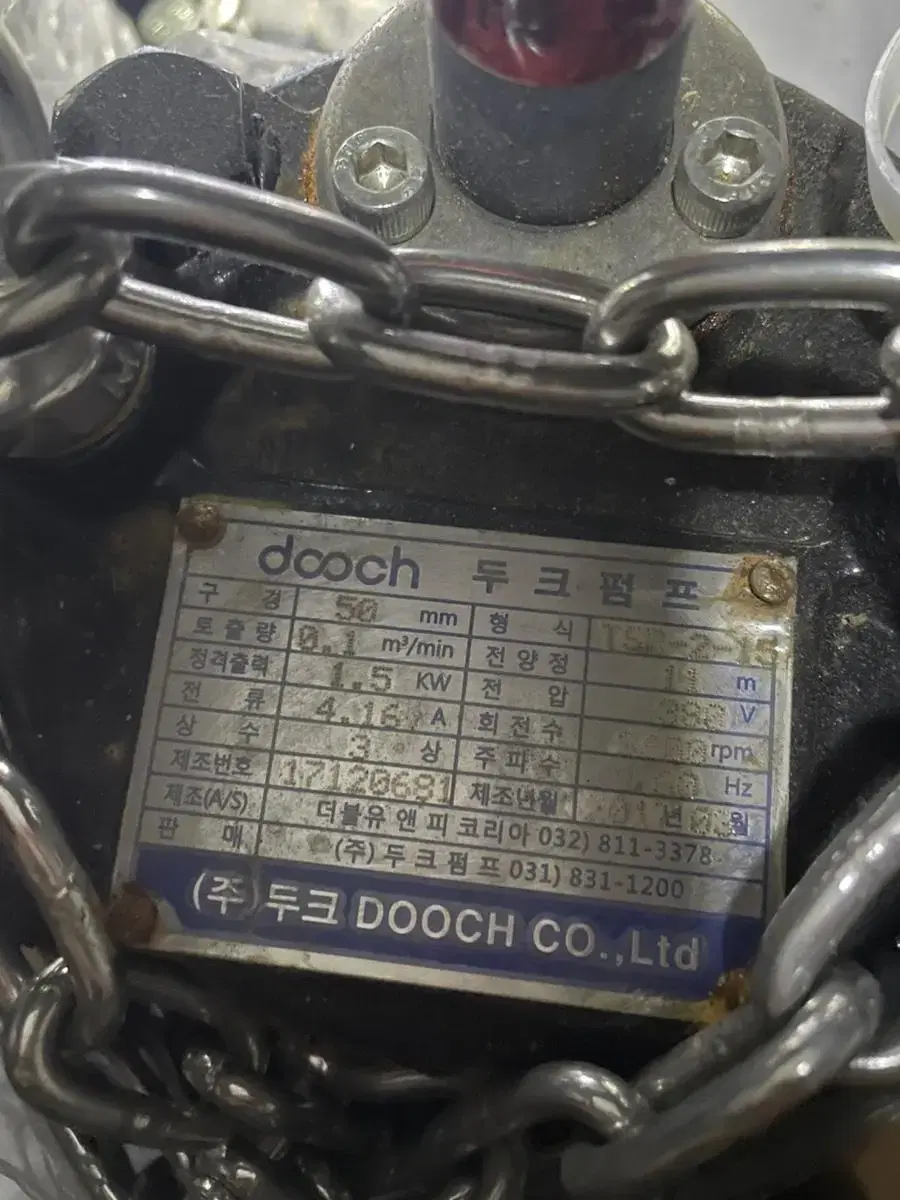 dooch 두크펌프
구 경 50 mm 형 식
토출량 0.1 m³/min 전양정 m
정격출력 1.5 KW 전 압 V
전 류 4.16 A 회전수 rpm
상 수 3 상 주파수 Hz
제조번호 17120681 제조년월 년 월
제조(A/S) 더블유앤피코리아 032) 811-3378
판 매 (주)두크펌프 031) 831-1200
(주)두크 DOOCH CO.,Ltd